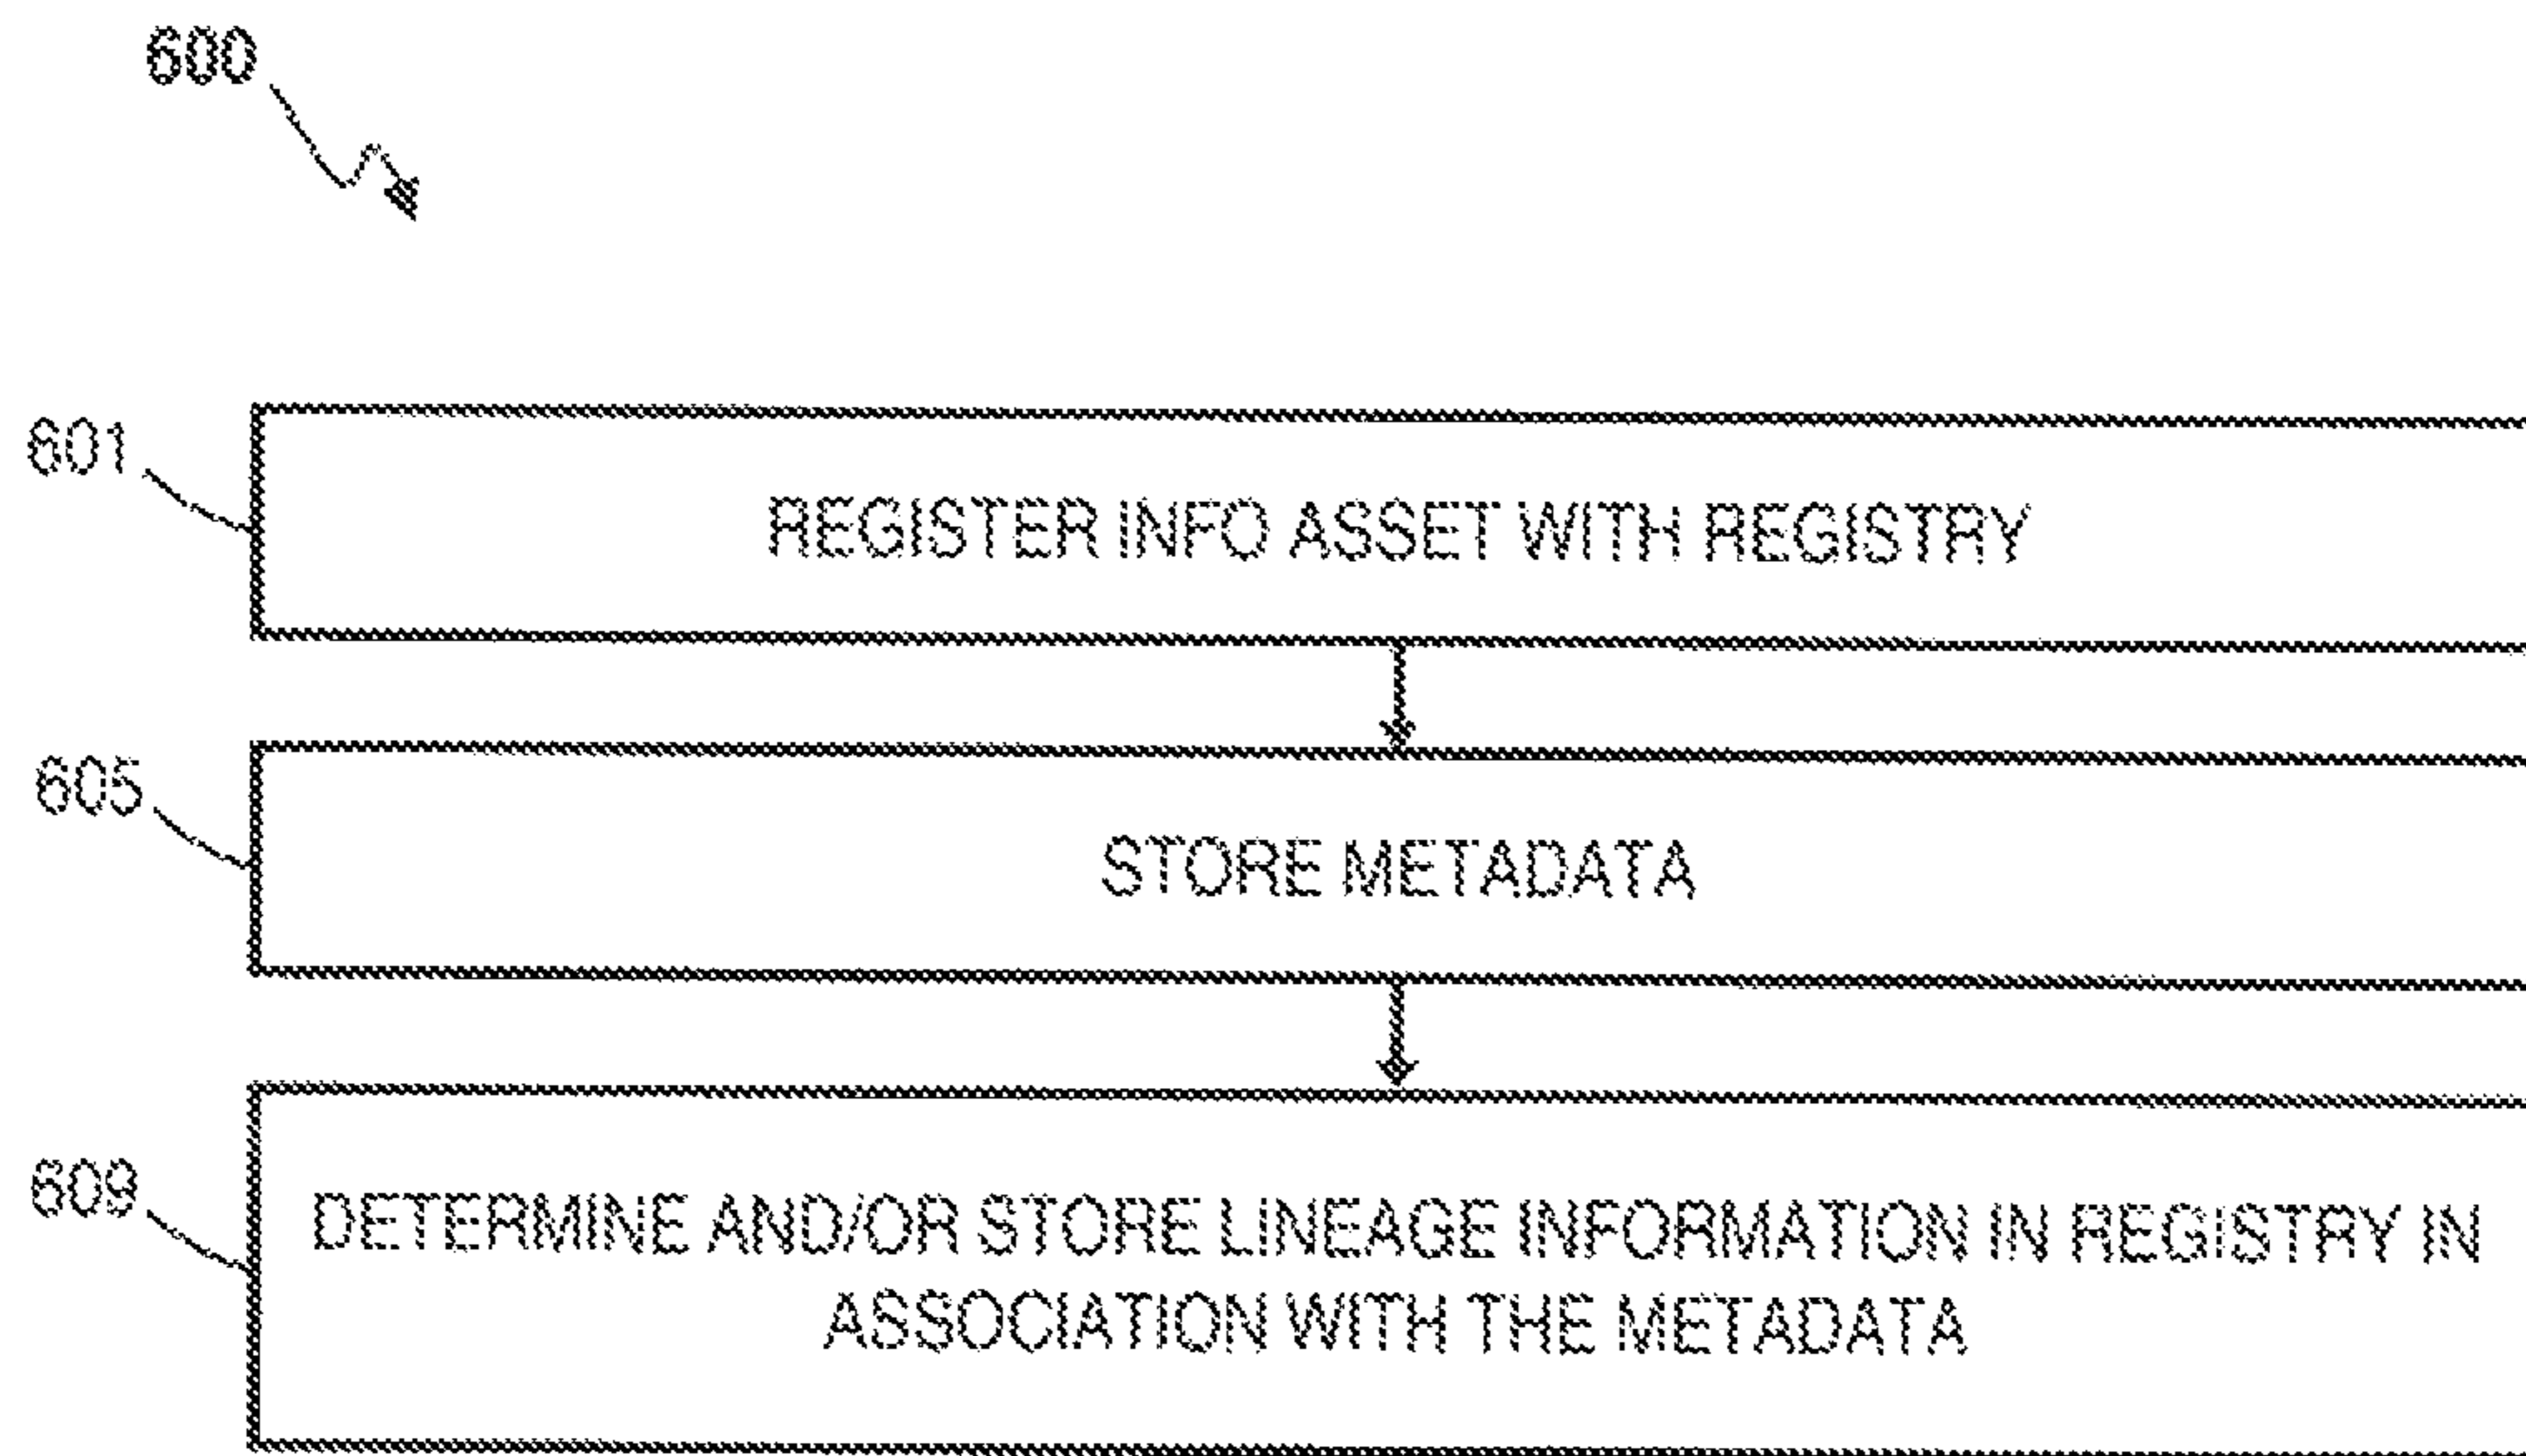 600
601
REGISTER INFO ASSET WITH REGISTRY
605
STORE METADATA
609
DETERMINE AND/OR STORE LINEAGE INFORMATION IN REGISTRY IN
ASSOCIATION WITH THE METADATA